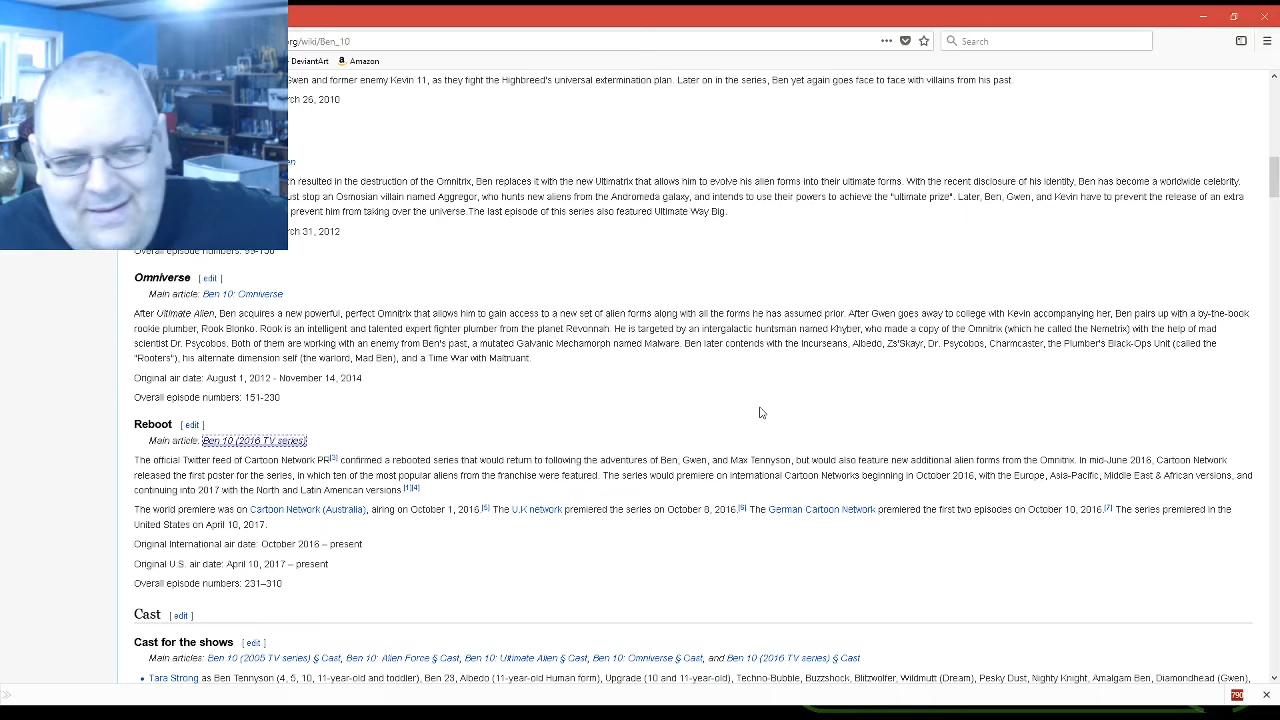 org/wiki/Ben_10
Search
DeviantArt Amazon
Gwen and former enemy Kevin 11, as they fight the Highbreed's universal extermination plan. Later on in the series, Ben yet again goes face to face with villains from his past.
rch 26, 2010
en
h resulted in the destruction of the Omnitrix, Ben replaces it with the new Ultimatrix that allows him to evolve his alien forms into their ultimate forms. With the recent disclosure of his identity, Ben has become a worldwide celebrity.
ust stop an Osmosian villain named Aggregor, who hunts new aliens from the Andromeda galaxy, and intends to use their powers to achieve the "ultimate prize". Later, Ben, Gwen, and Kevin have to prevent the release of an extra
prevent him from taking over the universe.The last episode of this series also featured Ultimate Way Big.
rch 31, 2012
Overall episode numbers: 99-150
Omniverse [ edit ]
Main article: Ben 10: Omniverse
After Ultimate Alien, Ben acquires a new powerful, perfect Omnitrix that allows him to gain access to a new set of alien forms along with all the forms he has assumed prior. After Gwen goes away to college with Kevin accompanying her, Ben pairs up with a by-the-book
rookie plumber, Rook Blonko. Rook is an intelligent and talented expert fighter plumber from the planet Revonnah. He is targeted by an intergalactic huntsman named Khyber, who made a copy of the Omnitrix (which he called the Nemetrix) with the help of mad
scientist Dr. Psycobos. Both of them are working with an enemy from Ben's past, a mutated Galvanic Mechamorph named Malware. Ben later contends with the Incurseans, Albedo, Zs'Skayr, Dr. Psycobos, Charmcaster, the Plumber's Black-Ops Unit (called the
"Rooters"), his alternate dimension self (the warlord, Mad Ben), and a Time War with Maltruant.
Original air date: August 1, 2012 - November 14, 2014
Overall episode numbers: 151-230
Reboot [ edit ]
Main article: Ben 10 (2016 TV series)
The official Twitter feed of Cartoon Network PR[3] confirmed a rebooted series that would return to following the adventures of Ben, Gwen, and Max Tennyson, but would also feature new additional alien forms from the Omnitrix. In mid-June 2016, Cartoon Network
released the first poster for the series, in which ten of the most popular aliens from the franchise were featured. The series would premiere on international Cartoon Networks beginning in October 2016, with the Europe, Asia-Pacific, Middle East & African versions, and
continuing into 2017 with the North and Latin American versions.[1][4]
The world premiere was on Cartoon Network (Australia), airing on October 1, 2016.[5] The U.K network premiered the series on October 8, 2016.[6] The German Cartoon Network premiered the first two episodes on October 10, 2016.[7] The series premiered in the
United States on April 10, 2017.
Original International air date: October 2016 – present
Original U.S. air date: April 10, 2017 – present
Overall episode numbers: 231–310
Cast [ edit ]
Cast for the shows [ edit ]
Main articles: Ben 10 (2005 TV series) § Cast, Ben 10: Alien Force § Cast, Ben 10: Ultimate Alien § Cast, Ben 10: Omniverse § Cast, and Ben 10 (2016 TV series) § Cast
• Tara Strong as Ben Tennyson (4, 5, 10, 11-year-old and toddler), Ben 23, Albedo (11-year-old Human form), Upgrade (10 and 11-year-old), Techno-Bubble, Buzzshock, Blitzwolfer, Wildmutt (Dream), Pesky Dust, Nighty Knight, Amalgam Ben, Diamondhead (Gwen),
790